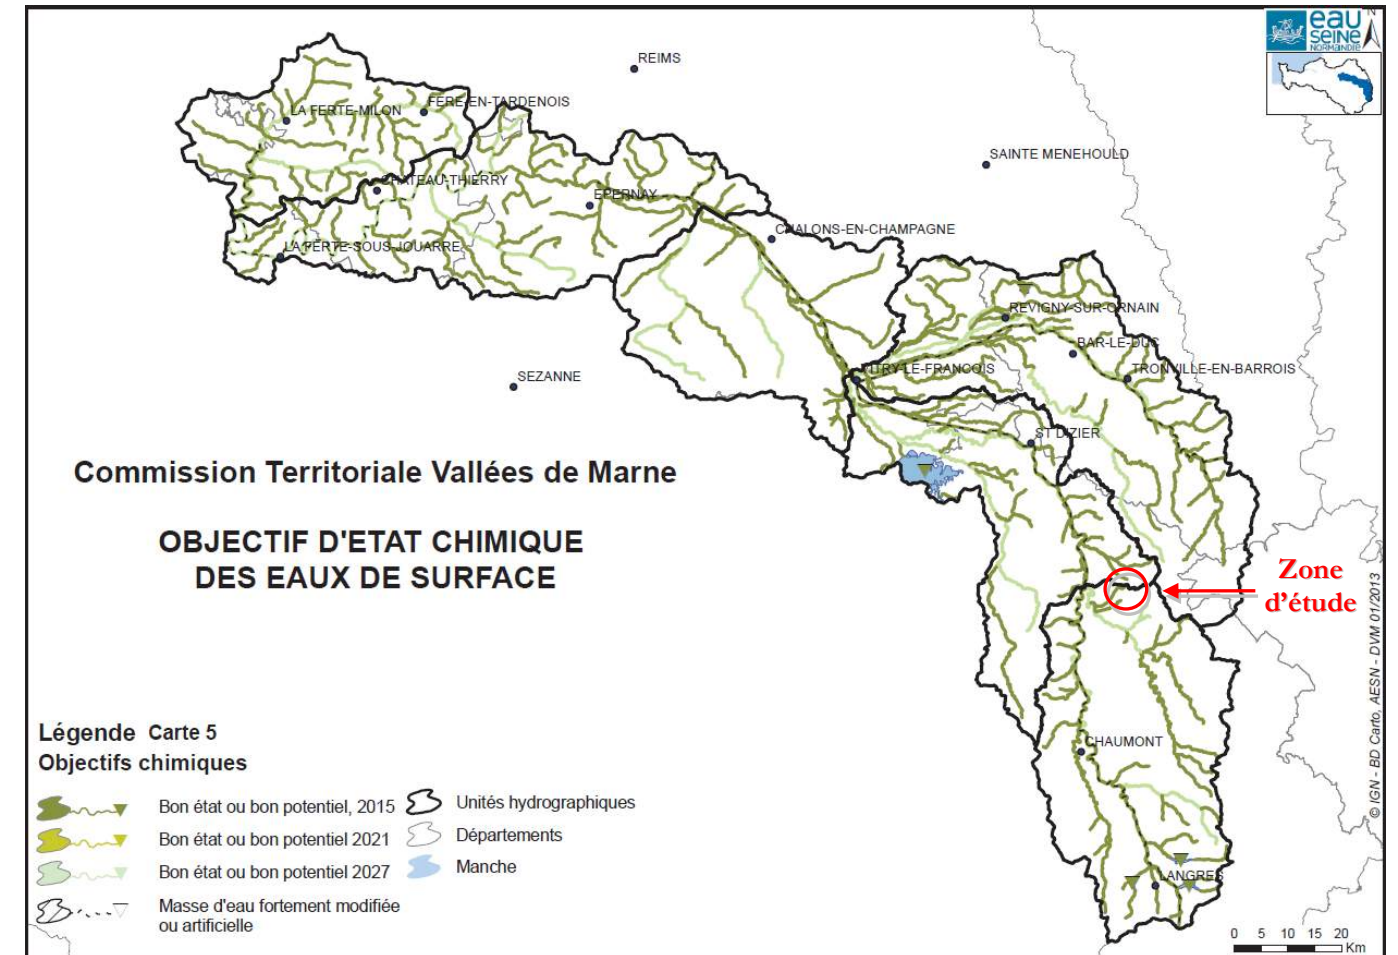 eau
SEINE
NORMANDIE
N
REIMS
LA FERTE-MILON
FERE-EN-TARDENOIS
SAINTE MENEHOULD
CHATEAU-THIERRY
EPERNAY
CHALONS-EN-CHAMPAGNE
LA FERTE-SOUS-JOUARRE
REVIGNY-SUR-ORNAIN
BAR-LE-DUC
VITRY-LE-FRANCOIS
TRONVILLE-EN-BARROIS
SEZANNE
ST DIZIER
Commission Territoriale Vallées de Marne
OBJECTIF D'ETAT CHIMIQUE
DES EAUX DE SURFACE
Zone
d'étude
CHAUMONT
LANGRES
Légende Carte 5
Objectifs chimiques
Bon état ou bon potentiel, 2015
Bon état ou bon potentiel 2021
Bon état ou bon potentiel 2027
Masse d'eau fortement modifiée
ou artificielle
Unités hydrographiques
Départements
Manche
0 5 10 15 20
Km
© IGN - BD Carto, AESN - DVM 01/2013